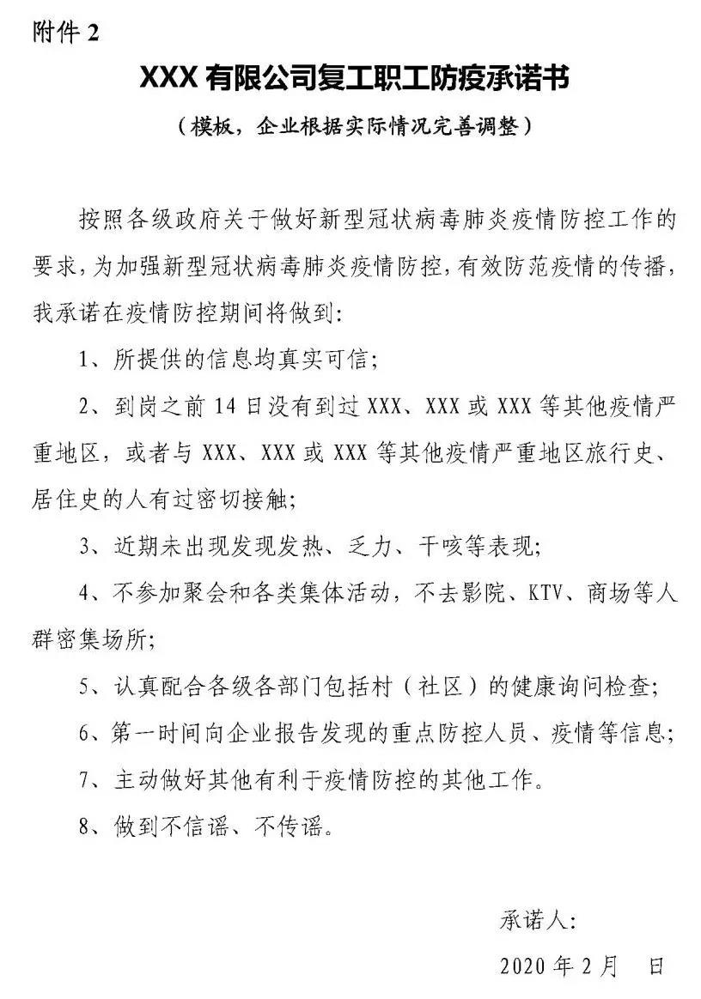 附件 2
XXX 有限公司复工职工防疫承诺书
（模板，企业根据实际情况完善调整）
按照各级政府关于做好新型冠状病毒肺炎疫情防控工作的
要求，为加强新型冠状病毒肺炎疫情防控，有效防范疫情的传播，
我承诺在疫情防控期间将做到：
1、所提供的信息均真实可信；
2、到岗之前 14 日没有到过 XXX、XXX 或 XXX 等其他疫情严
重地区，或者与 XXX、XXX 或 XXX 等其他疫情严重地区旅行史、
居住史的人有过密切接触；
3、近期未出现发现发热、乏力、干咳等表现；
4、不参加聚会和各类集体活动，不去影院、KTV、商场等人
群密集场所；
5、认真配合各级各部门包括村（社区）的健康询问检查；
6、第一时间向企业报告发现的重点防控人员、疫情等信息；
7、主动做好其他有利于疫情防控的其他工作。
8、做到不信谣、不传谣。
承诺人：
2020 年 2 月　日